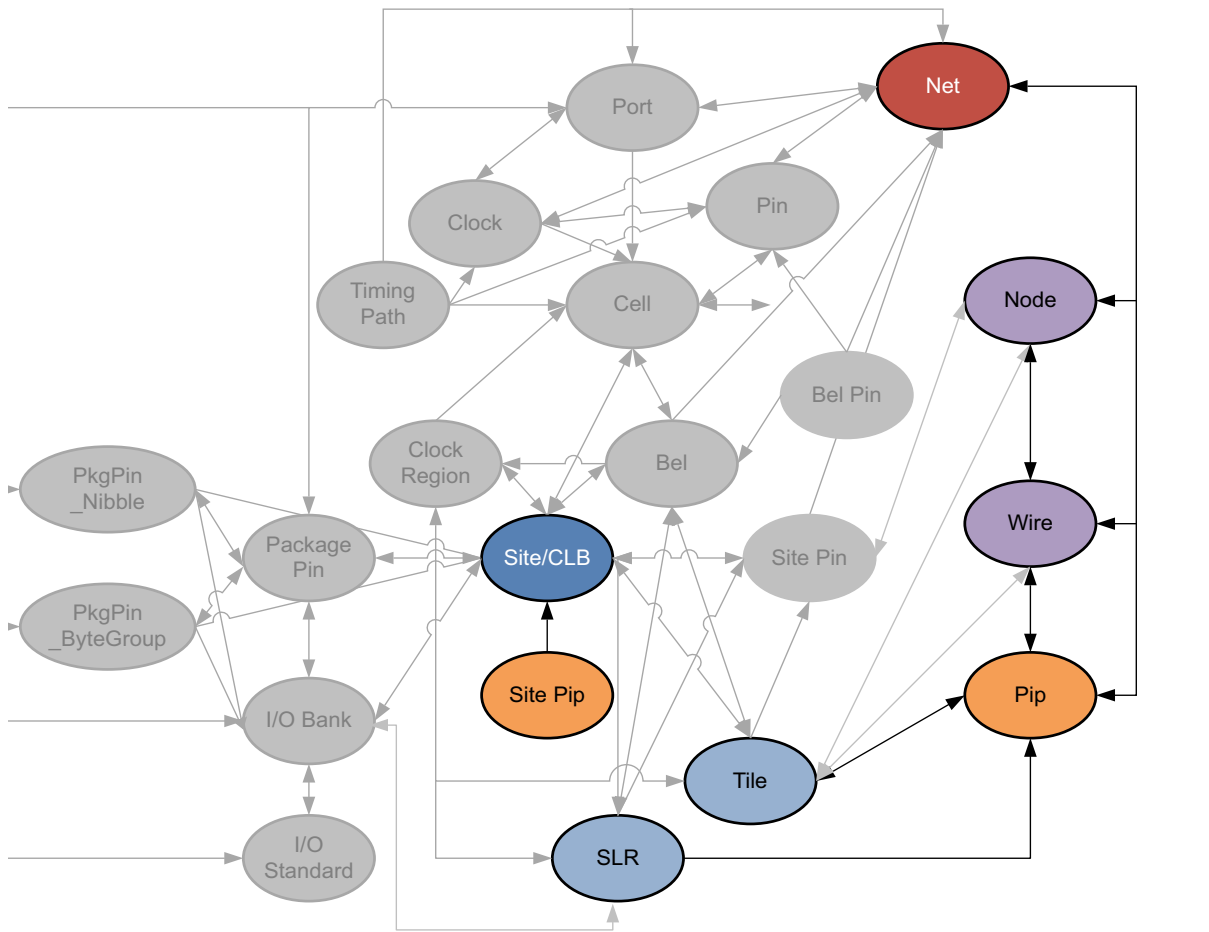 Net
Port
Pin
Clock
Timing
Path
Cell
Node
Bel Pin
Clock
Region
Bel
PkgPin
_Nibble
Wire
Package
Pin
Site/CLB
Site Pin
PkgPin
_ByteGroup
Site Pip
Pip
I/O Bank
Tile
I/O
Standard
SLR